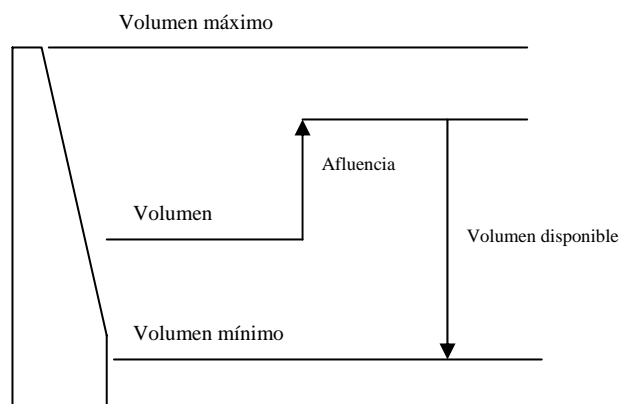 Volumen máximo
Afluencia
Volumen
Volumen disponible
Volumen mínimo